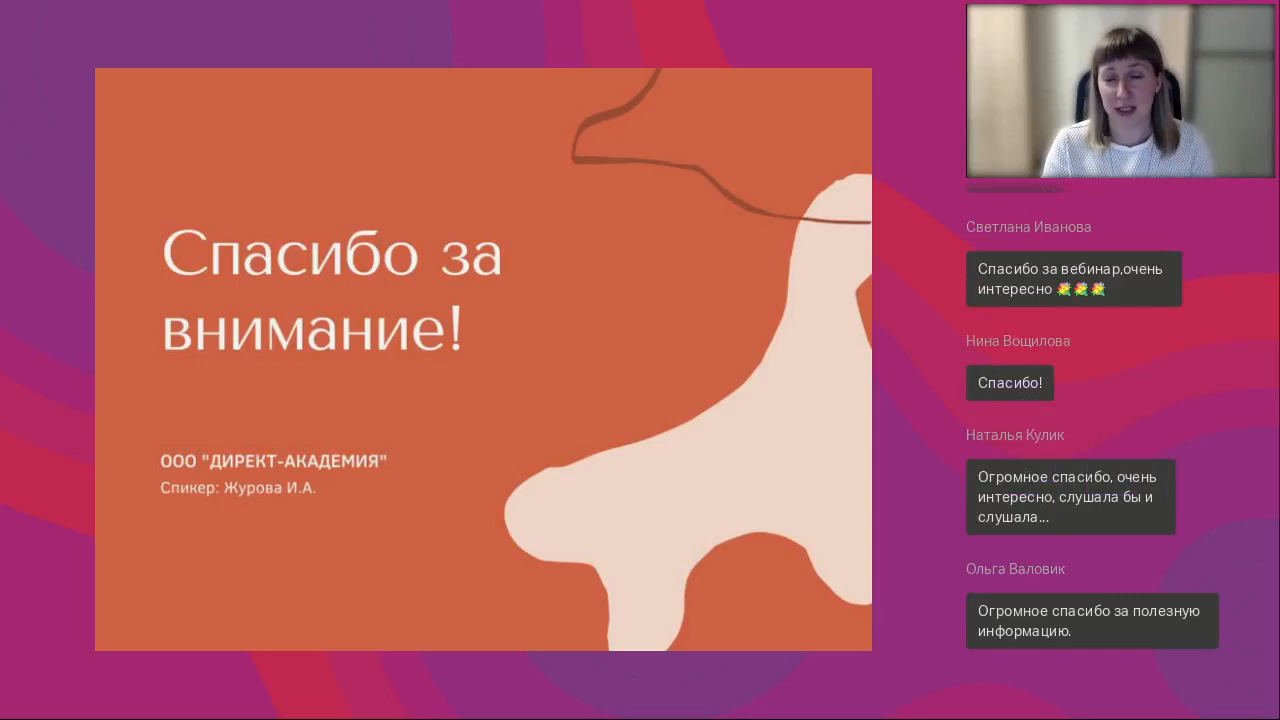 Спасибо за
внимание!
ООО "ДИРЕКТ-АКАДЕМИЯ"
Спикер: Журова И.А.
Светлана Иванова
Спасибо за вебинар,очень
интересно 💐💐💐
Нина Вощилова
Спасибо!
Наталья Кулик
Огромное спасибо, очень
интересно, слушала бы и
слушала...
Ольга Валовик
Огромное спасибо за полезную
информацию.